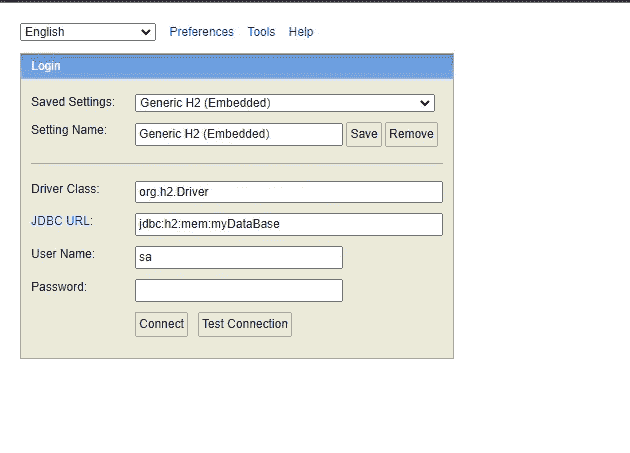 English Preferences Tools Help
Login
Saved Settings: Generic H2 (Embedded)
Setting Name: Generic H2 (Embedded) Save Remove
Driver Class: org.h2.Driver
JDBC URL: jdbc:h2:mem:myDataBase
User Name: sa
Password:
Connect Test Connection